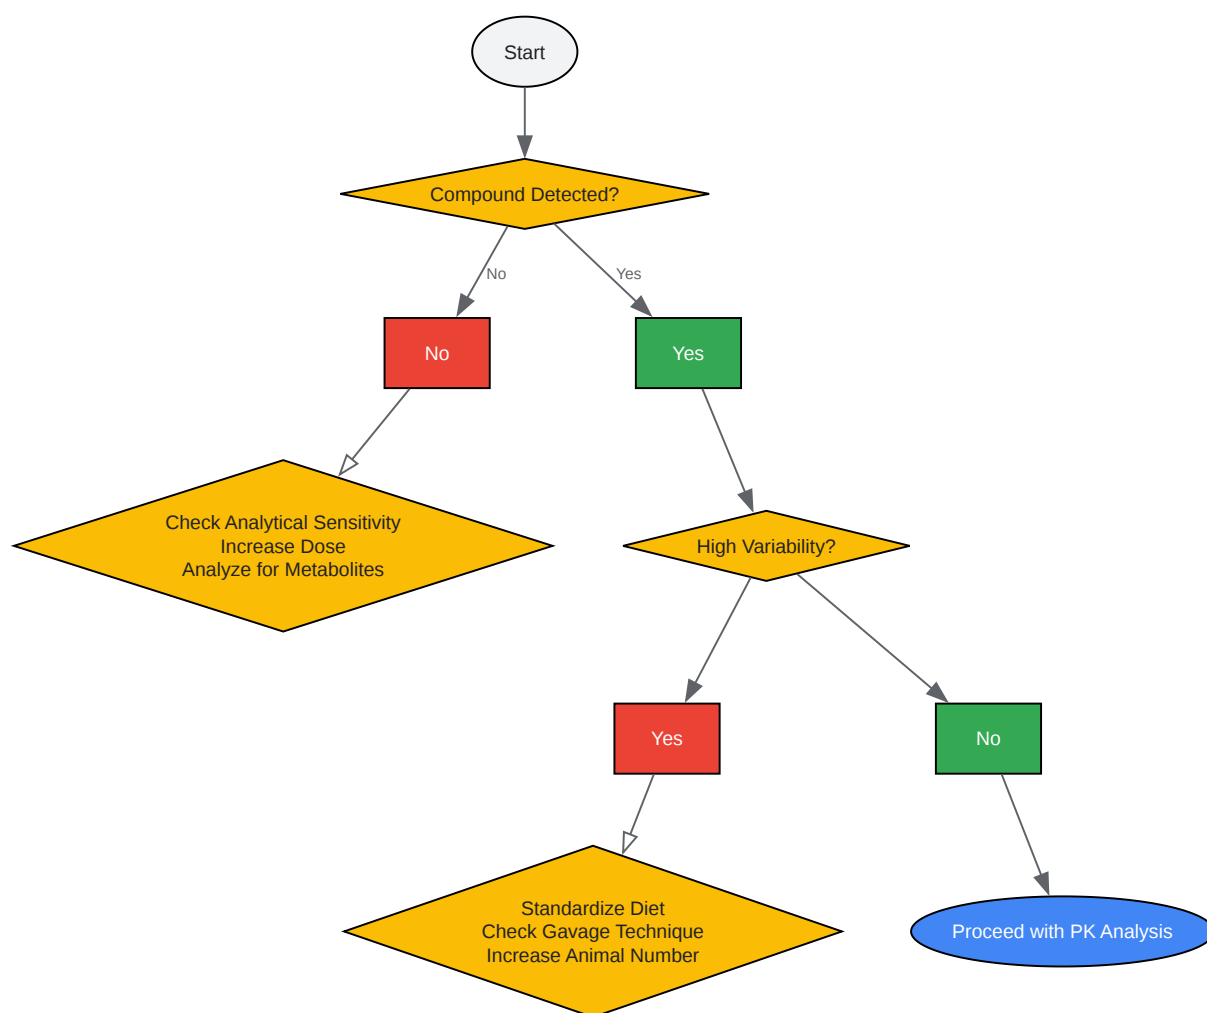 Start
Compound Detected?
No
Yes
No
Yes
Check Analytical Sensitivity
Increase Dose
Analyze for Metabolites
High Variability?
Yes
No
Standardize Diet
Check Gavage Technique
Increase Animal Number
Proceed with PK Analysis